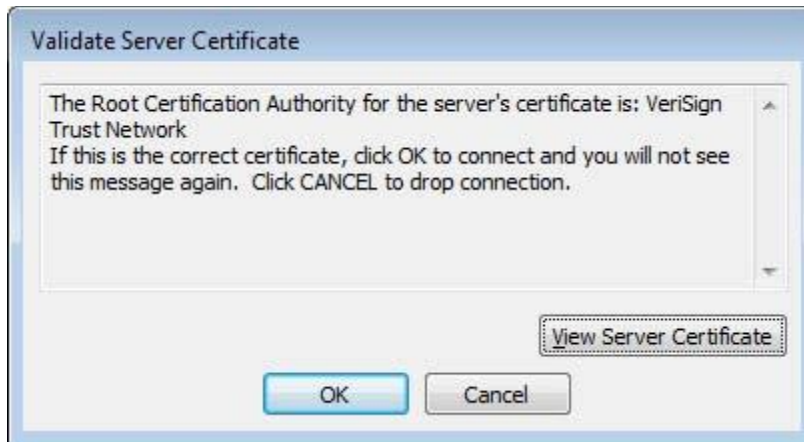 Validate Server Certificate
The Root Certification Authority for the server's certificate is: VeriSign
Trust Network
If this is the correct certificate, click OK to connect and you will not see
this message again.  Click CANCEL to drop connection.
View Server Certificate
OK
Cancel